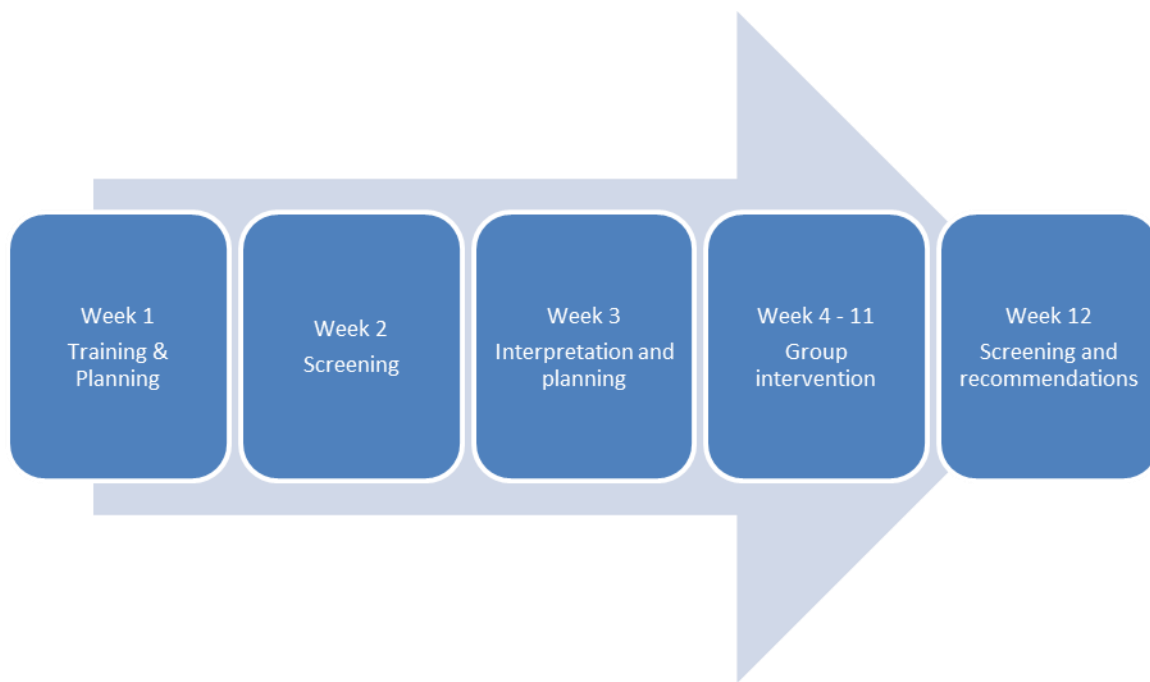 Week 1
Training &
Planning
Week 2
Screening
Week 3
Interpretation and
planning
Week 4 - 11
Group
intervention
Week 12
Screening and
recommendations